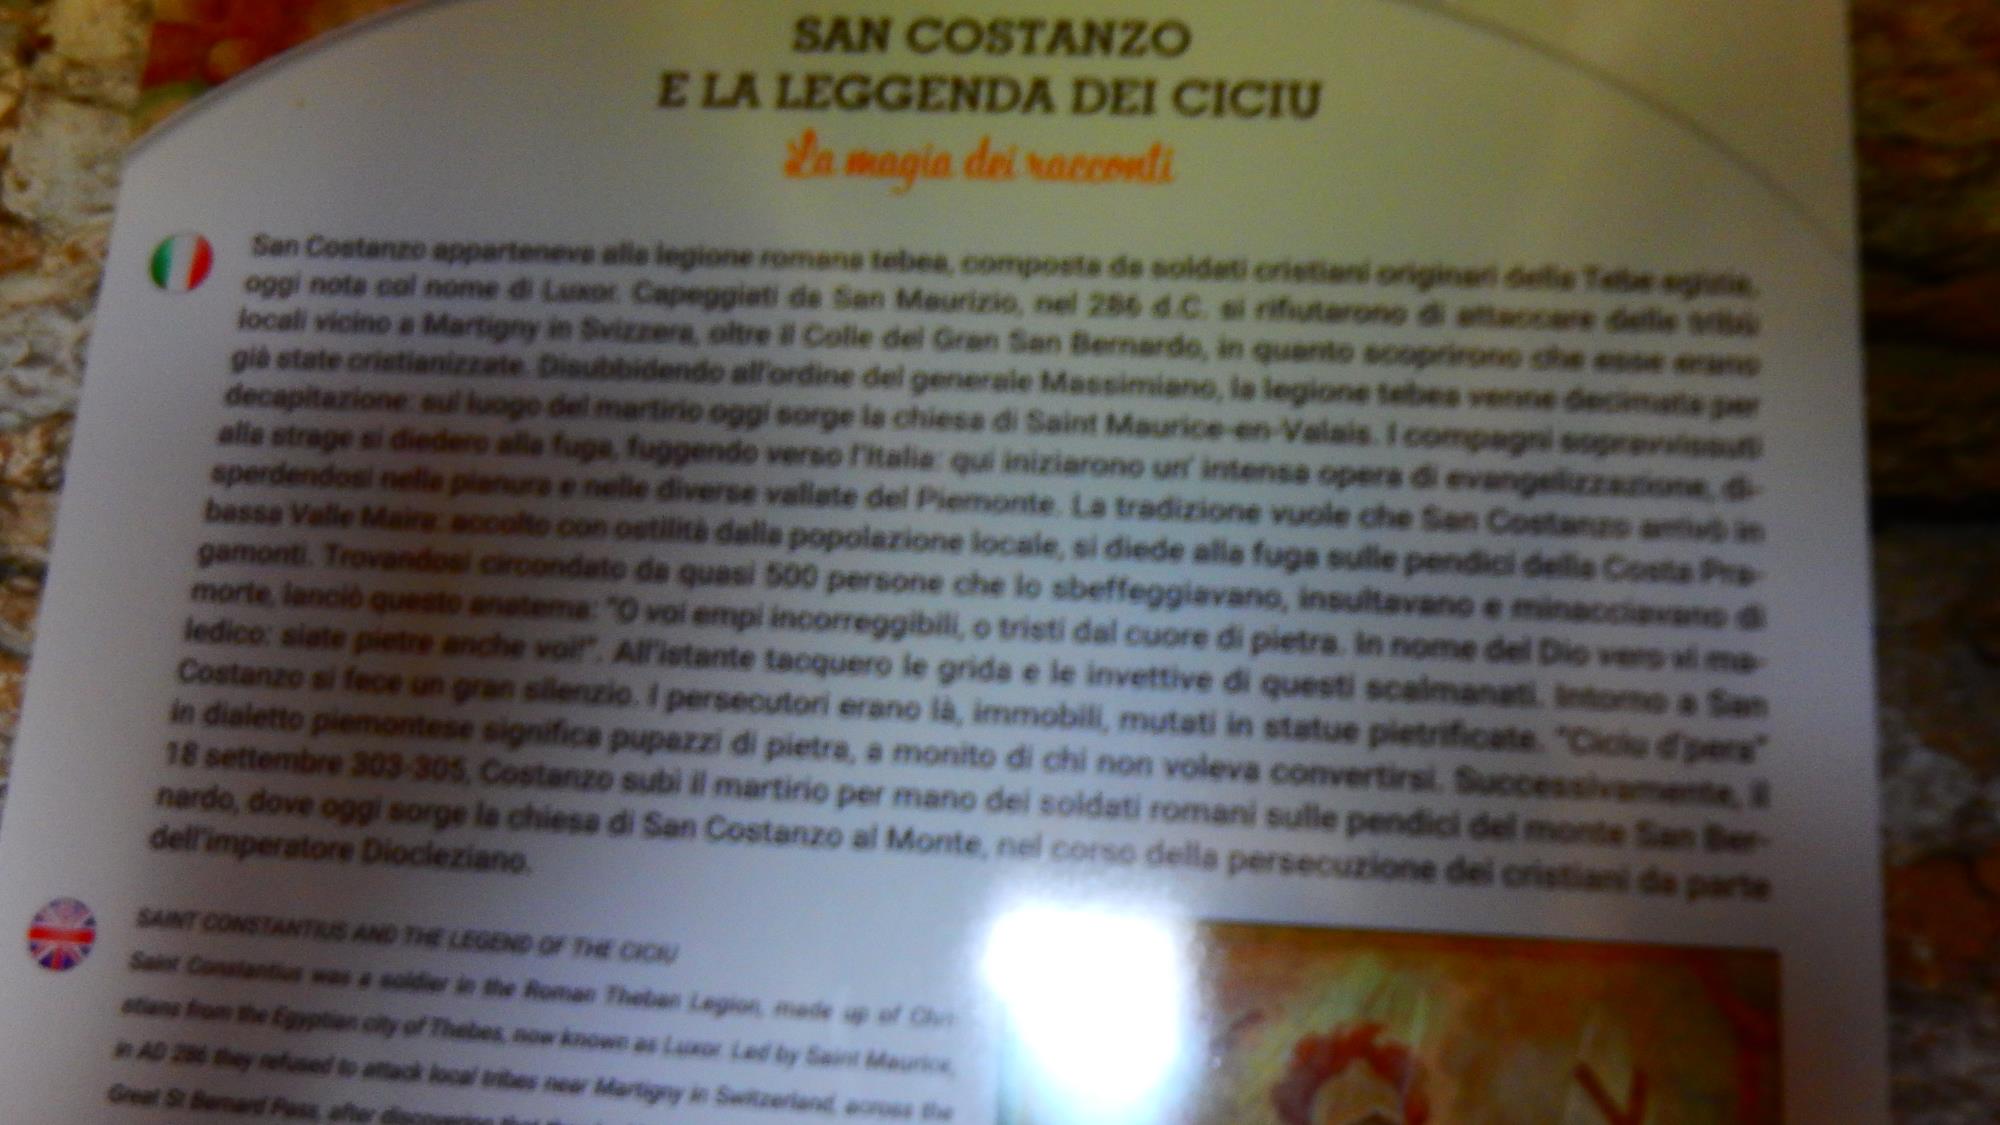 SAN COSTANZO
E LA LEGGENDA DEI CICIU
La magia dei racconti
San Costanzo apparteneva alla legione romana tebea, composta da soldati cristiani originari della Tebe egizia,
oggi nota col nome di Luxor. Capeggiati da San Maurizio, nel 286 d.C. si rifiutarono di attaccare delle tribù
locali vicino a Martigny in Svizzera, oltre il Colle del Gran San Bernardo, in quanto scoprirono che esse erano
già state cristianizzate. Disubbidendo all'ordine del generale Massimiano, la legione tebea venne decimata per
decapitazione: sul luogo del martirio oggi sorge la chiesa di Saint Maurice-en-Valais. I compagni sopravvissuti
alla strage si diedero alla fuga, fuggendo verso l'Italia: qui iniziarono un' intensa opera di evangelizzazione, di-
sperdendosi nella pianura e nelle diverse vallate del Piemonte. La tradizione vuole che San Costanzo arrivò in
bassa Valle Maira: accolto con ostilità dalla popolazione locale, si diede alla fuga sulle pendici della Costa Pra-
gamonti. Trovandosi circondato da quasi 500 persone che lo sbeffeggiavano, insultavano e minacciavano di
morte, lanciò questo anatema: "O voi empi incorreggibili, o tristi dal cuore di pietra. In nome del Dio vero vi ma-
ledico: siate pietre anche voi!". All'istante tacquero le grida e le invettive di questi scalmanati. Intorno a San
Costanzo si fece un gran silenzio. I persecutori erano là, immobili, mutati in statue pietrificate. "Ciciu d'pera"
in dialetto piemontese significa pupazzi di pietra, a monito di chi non voleva convertirsi. Successivamente, il
18 settembre 303-305, Costanzo subì il martirio per mano dei soldati romani sulle pendici del monte San Ber-
nardo, dove oggi sorge la chiesa di San Costanzo al Monte, nel corso della persecuzione dei cristiani da parte
dell'imperatore Diocleziano.
SAINT CONSTANTIUS AND THE LEGEND OF THE CICIU
Saint Constantius was a soldier in the Roman Theban Legion, made up of Chri-
stians from the Egyptian city of Thebes, now known as Luxor. Led by Saint Maurice,
in AD 286 they refused to attack local tribes near Martigny in Switzerland, across the
Great St Bernard Pass, after discovering that